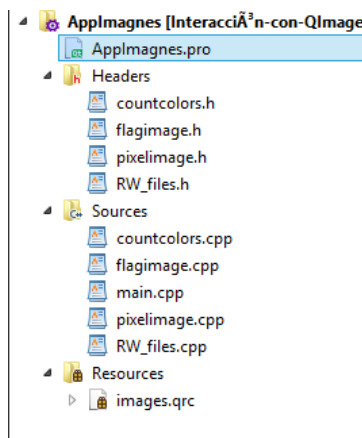 AppImagnes [InteracciÃ³n-con-QImage
AppImagnes.pro
Headers
countcolors.h
flagimage.h
pixelimage.h
RW_files.h
Sources
countcolors.cpp
flagimage.cpp
main.cpp
pixelimage.cpp
RW_files.cpp
Resources
images.qrc